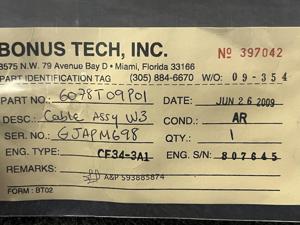 BONUS TECH, INC. Nº 397042
3575 N.W. 79 Avenue Bay D • Miami, Florida 33166
PART IDENTIFICATION TAG (305) 884-6670 W/O: 09-354
PART NO.: 6078T09P01 DATE: JUN 26 2009
DESC.: Cable Assy W3 COND.: AR
SER. NO.: GJAPM698 QTY.: 1
ENG. TYPE: CF34-3A1 ENG. S/N: 807645
REMARKS: A&P 593885874
FORM : BT02